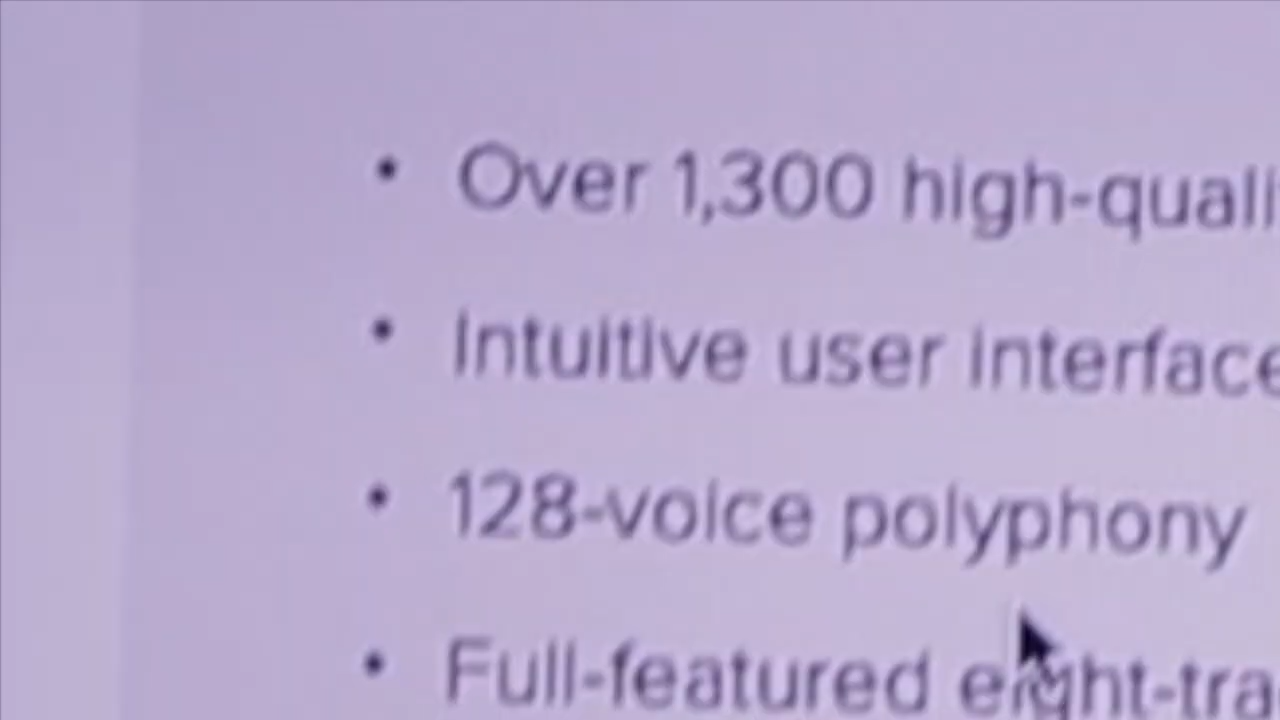 • Over 1,300 high-quali
• Intuitive user interface
• 128-voice polyphony
• Full-featured eight-tra